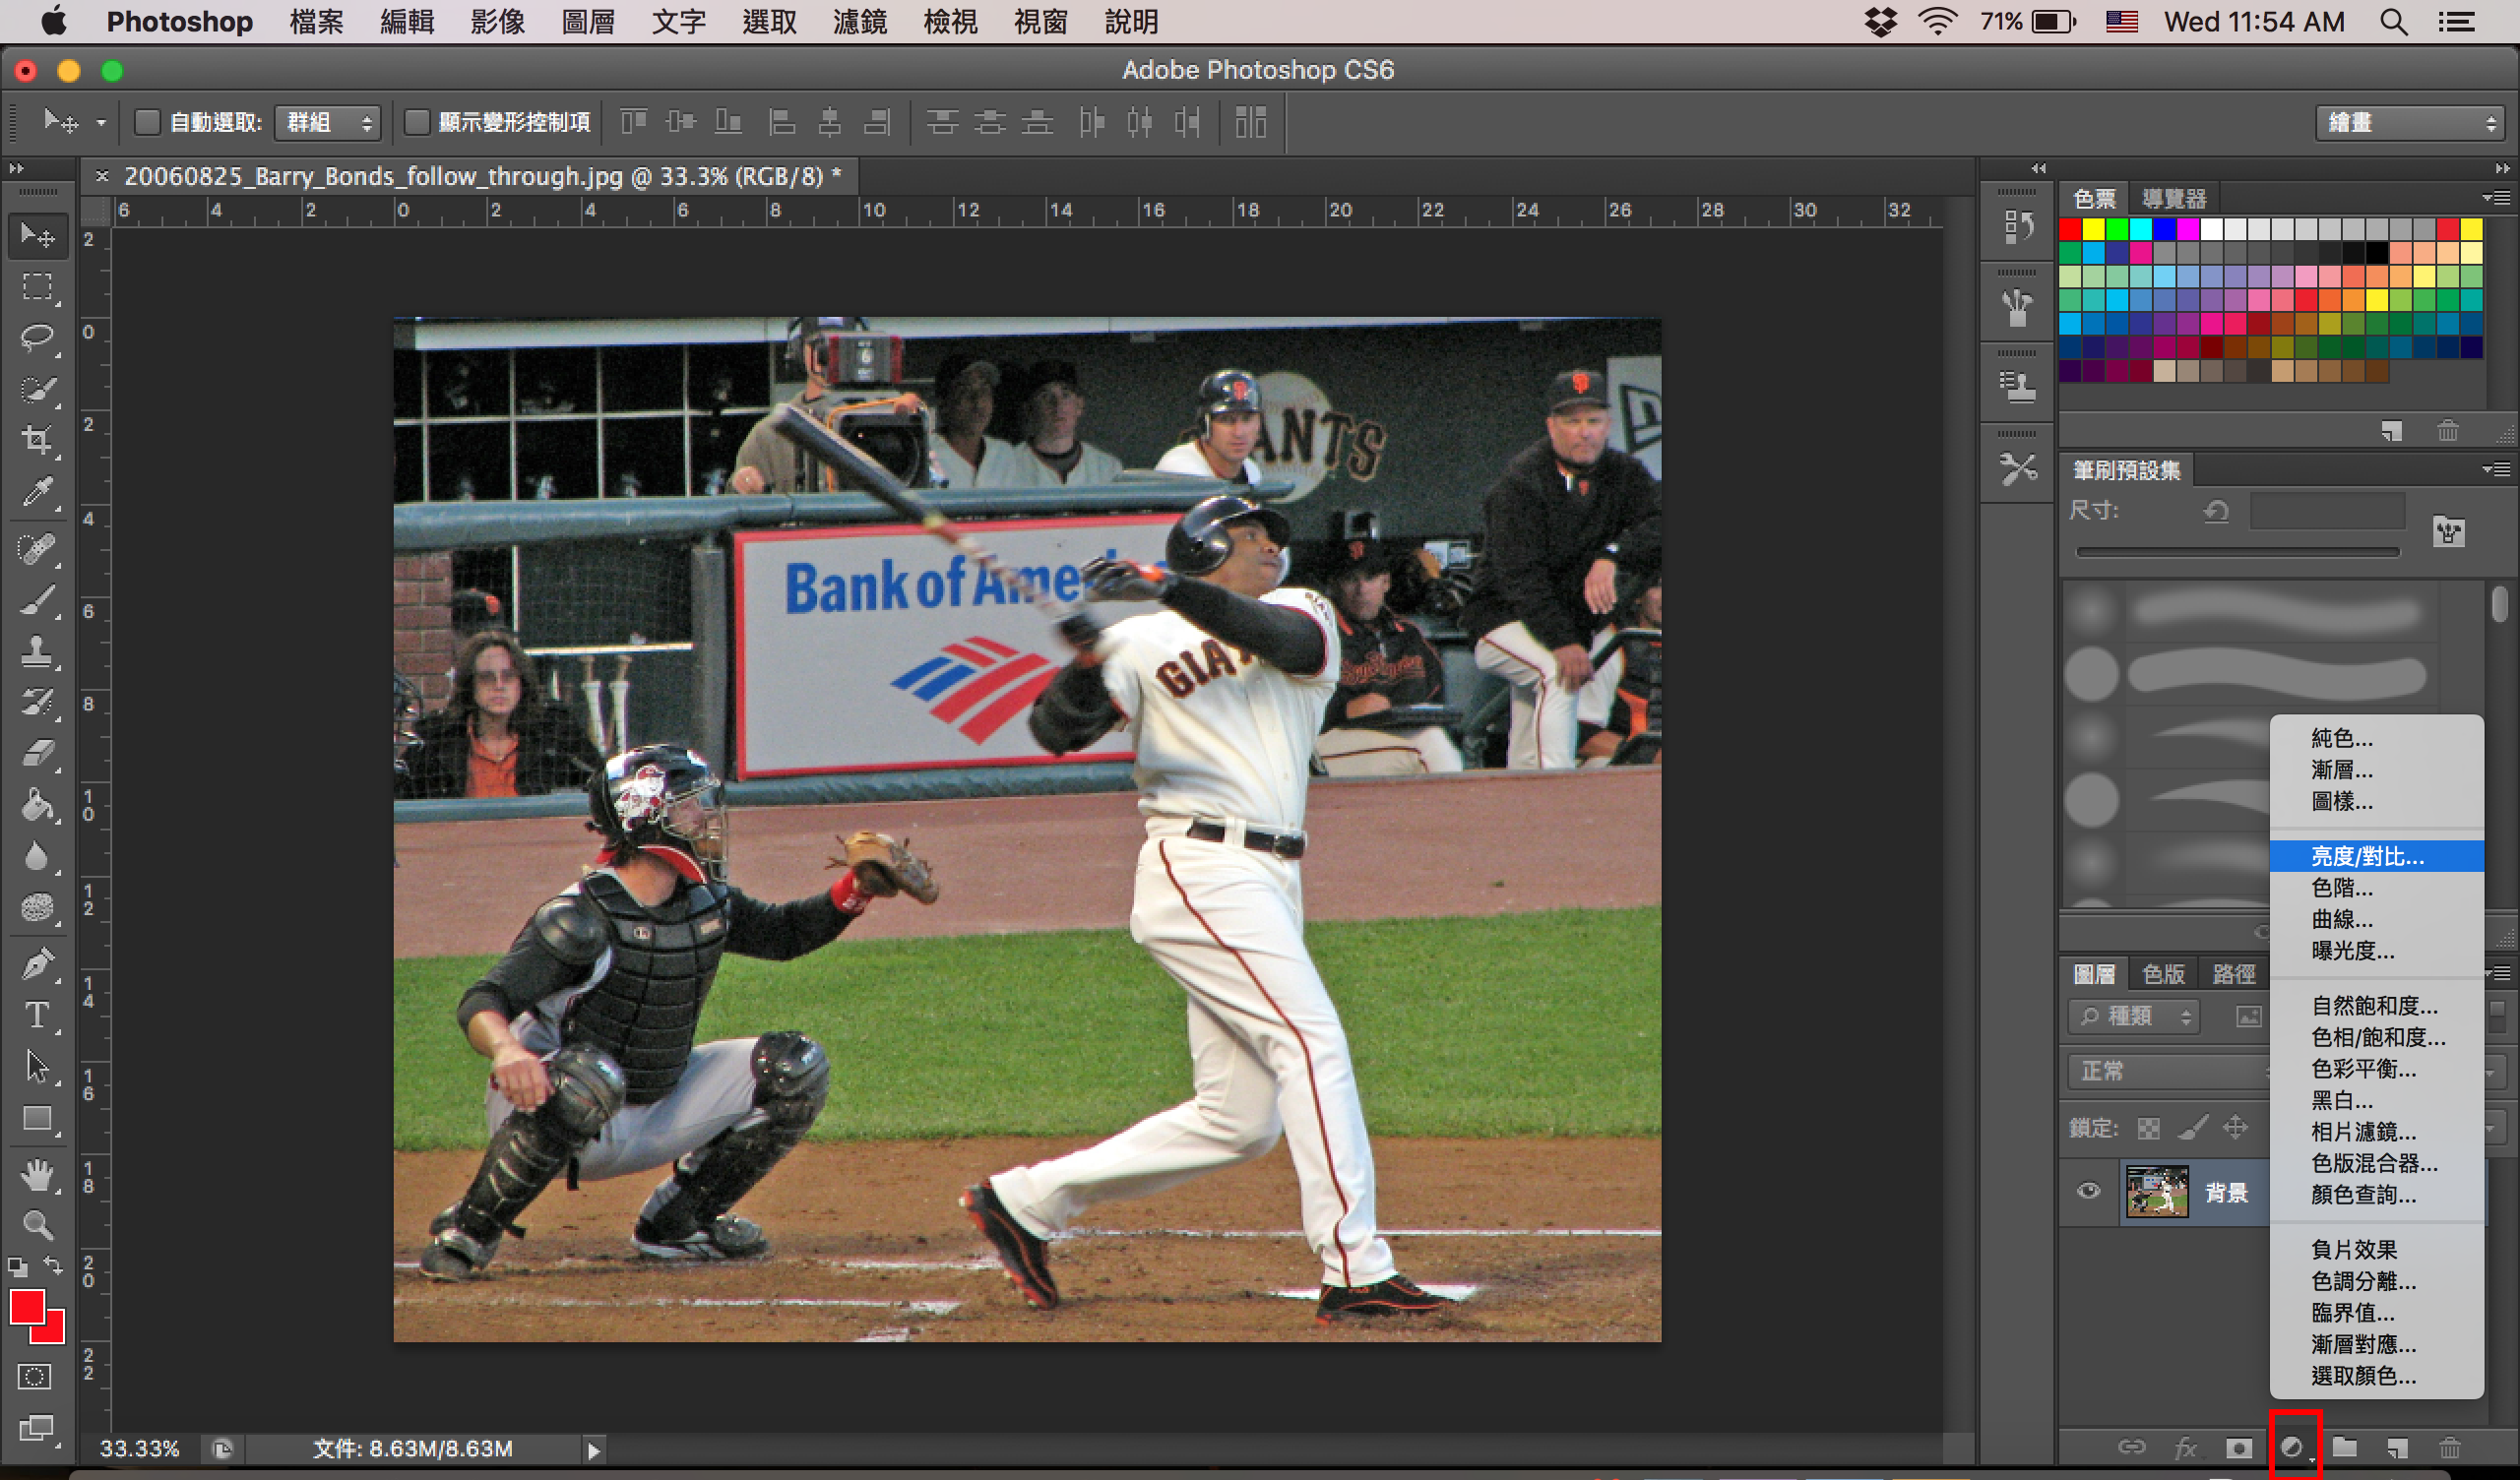 Photoshop 檔案 編輯 影像 圖層 文字 選取 濾鏡 檢視 視窗 說明 71% Wed 11:54 AM
Adobe Photoshop CS6
自動選取: 群組 顯示變形控制項 繪畫
× 20060825_Barry_Bonds_follow_through.jpg @ 33.3% (RGB/8) *
色票 導覽器
6 4 2 0 2 4 6 8 10 12 14 16 18 20 22 24 26 28 30 32
2
0
2
4
6
8
10
12
14
16
18
20
22
6
GIANTS
Bank of Ame
GIA
筆刷預設集
尺寸:
純色...
漸層...
圖樣...
亮度/對比...
色階...
曲線...
曝光度...
自然飽和度...
色相/飽和度...
色彩平衡...
黑白...
相片濾鏡...
色版混合器...
顏色查詢...
負片效果
色調分離...
臨界值...
漸層對應...
選取顏色...
圖層 色版 路徑
種類
正常
鎖定:
背景
T
fx
33.33% 文件: 8.63M/8.63M